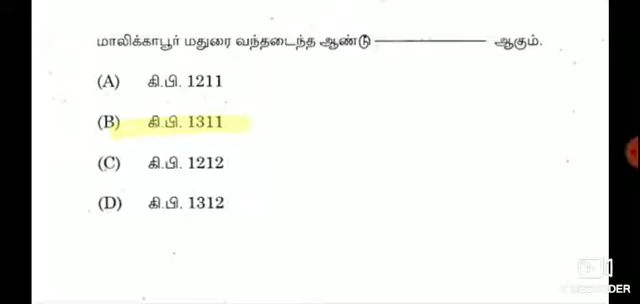 மாலிக்காபூர் மதுரை வந்தடைந்த ஆண்டு ———— ஆகும்.
(A) கி.பி. 1211
(B) கி.பி. 1311
(C) கி.பி. 1212
(D) கி.பி. 1312